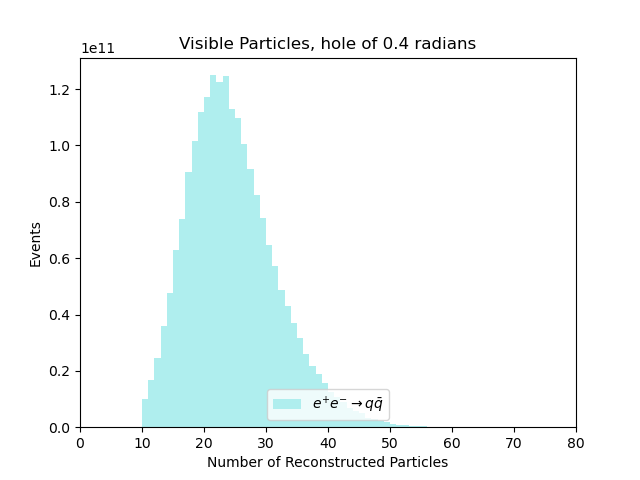 Visible Particles, hole of 0.4 radians
1e11
1.2
1.0
0.8
0.6
0.4
0.2
0.0
Events
0 10 20 30 40 50 60 70 80
Number of Reconstructed Particles
e⁺e⁻ → qq̄